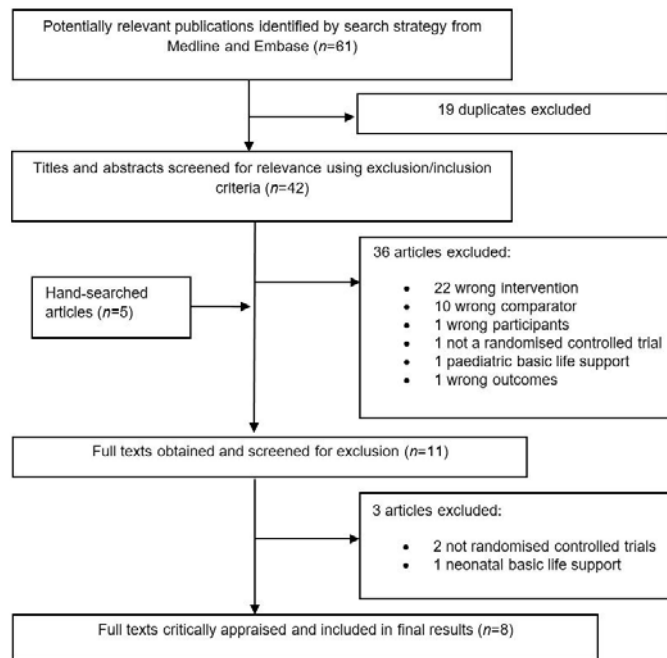 Potentially relevant publications identified by search strategy from
Medline and Embase (n=61)
19 duplicates excluded
Titles and abstracts screened for relevance using exclusion/inclusion
criteria (n=42)
36 articles excluded:
• 22 wrong intervention
• 10 wrong comparator
• 1 wrong participants
• 1 not a randomised controlled trial
• 1 paediatric basic life support
• 1 wrong outcomes
Hand-searched
articles (n=5)
Full texts obtained and screened for exclusion (n=11)
3 articles excluded:
• 2 not randomised controlled trials
• 1 neonatal basic life support
Full texts critically appraised and included in final results (n=8)